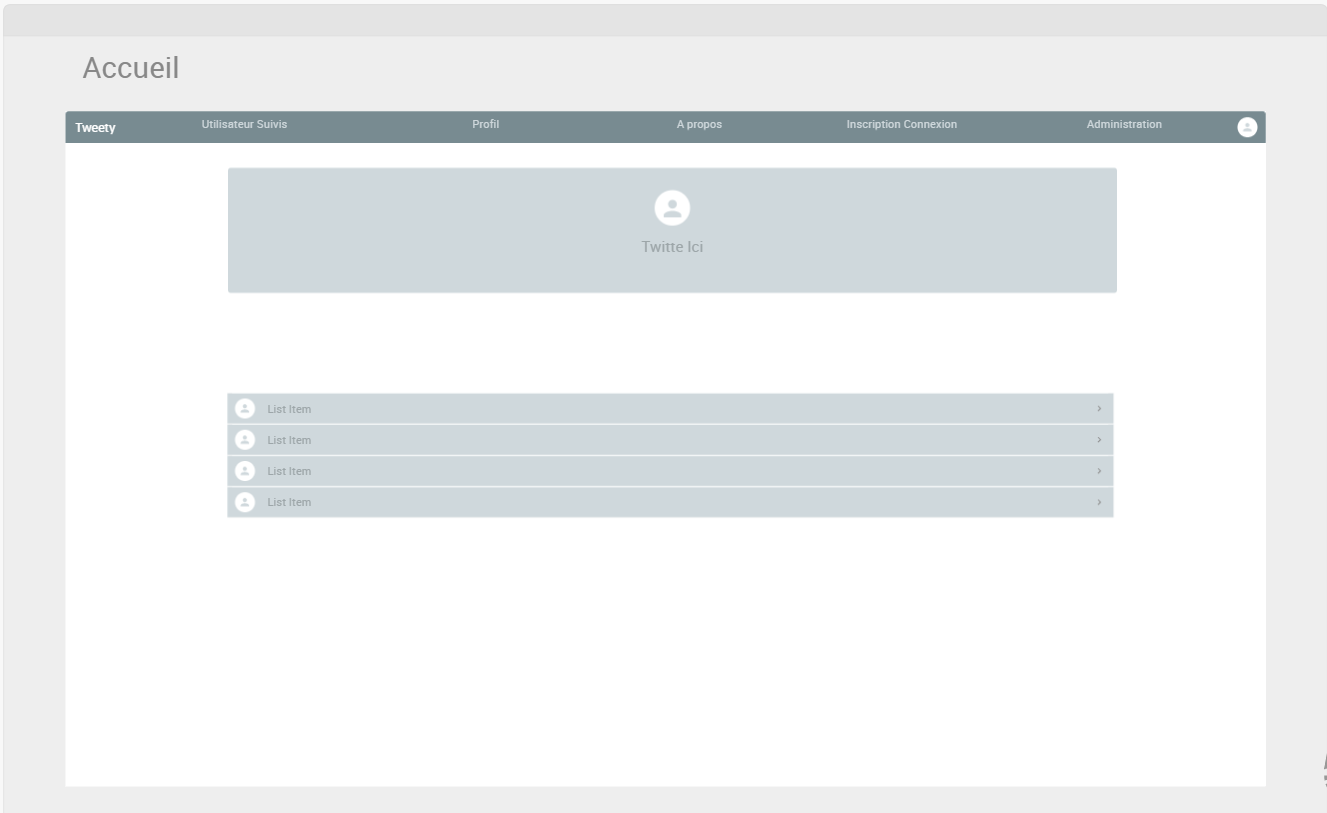 Accueil
Tweety Utilisateur Suivis Profil A propos Inscription Connexion Administration
Twitte Ici
List Item
List Item
List Item
List Item